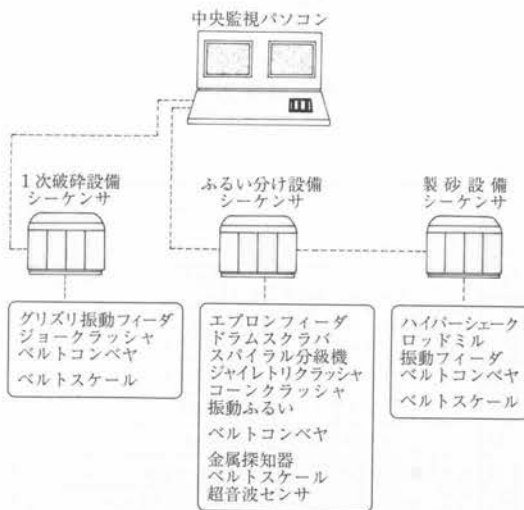 中央監視パソコン
1次破砕設備
シーケンサ
ふるい分け設備
シーケンサ
製砂設備
シーケンサ
グリズリ振動フィーダ
ジョークラッシャ
ベルトコンベヤ
ベルトスケール
エプロンフィーダ
ドラムスクラバ
スパイラル分級機
ジャイレトリクラッシャ
コーンクラッシャ
振動ふるい
ベルトコンベヤ
金属探知器
ベルトスケール
超音波センサ
ハイパーシェーク
ロッドミル
振動フィーダ
ベルトコンベヤ
ベルトスケール